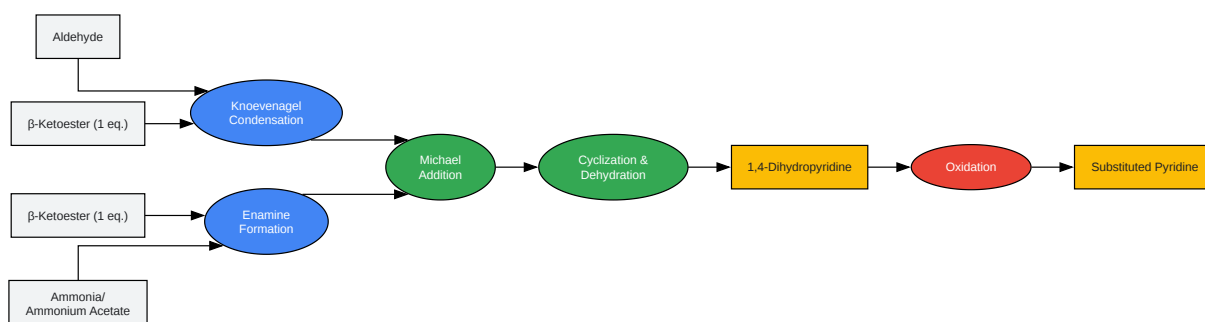 Aldehyde
β-Ketoester (1 eq.)
Knoevenagel
Condensation
β-Ketoester (1 eq.)
Ammonia/
Ammonium Acetate
Enamine
Formation
Michael
Addition
Cyclization &
Dehydration
1,4-Dihydropyridine
Oxidation
Substituted Pyridine